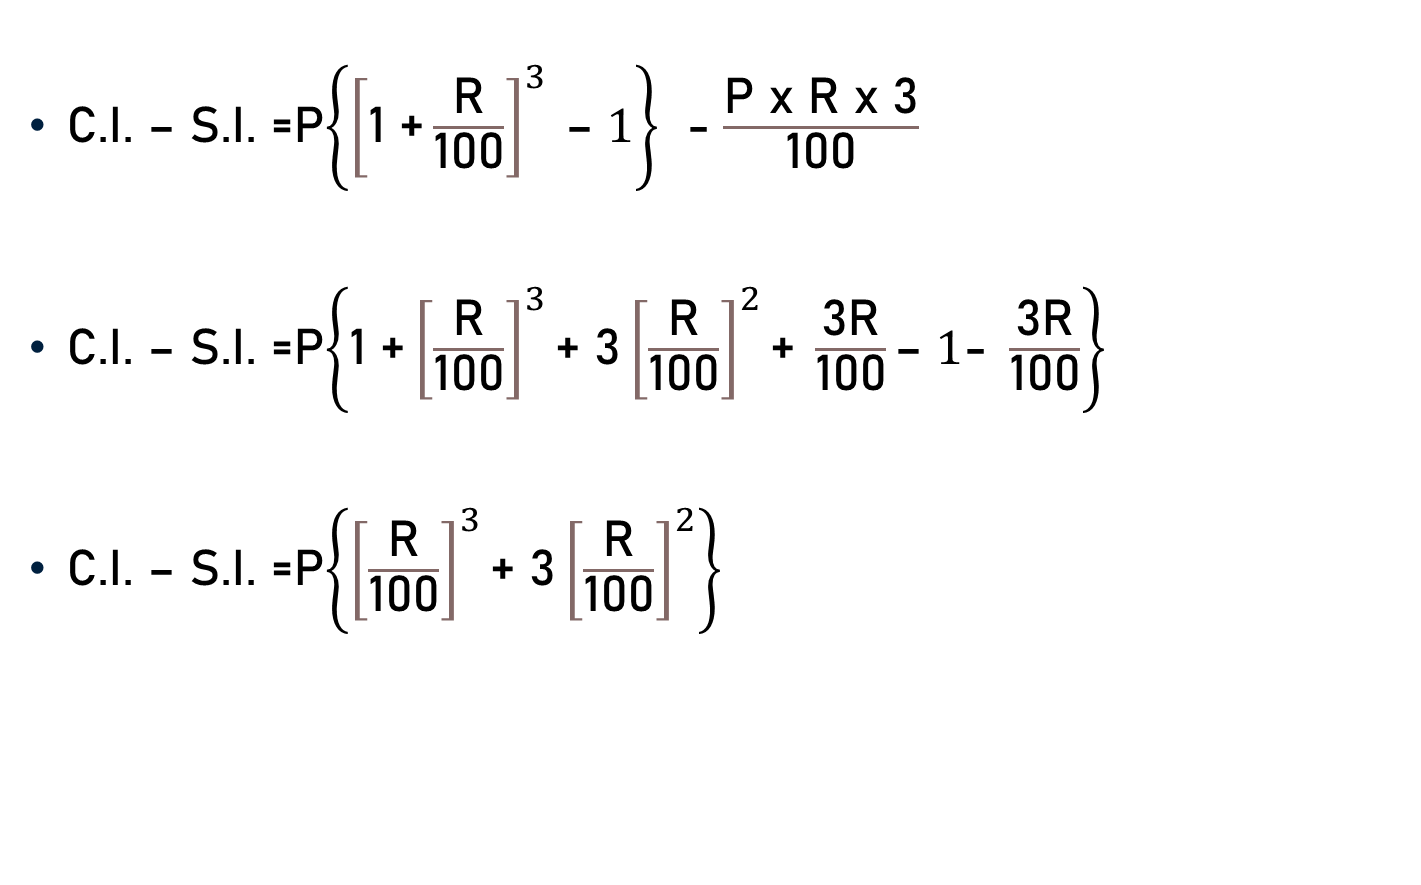 • C.I. – S.I. =P{[1 + R/100]³ – 1} - P x R x 3/100
• C.I. – S.I. =P{1 + [R/100]³ + 3 [R/100]² + 3R/100 – 1- 3R/100}
• C.I. – S.I. =P{[R/100]³ + 3 [R/100]²}